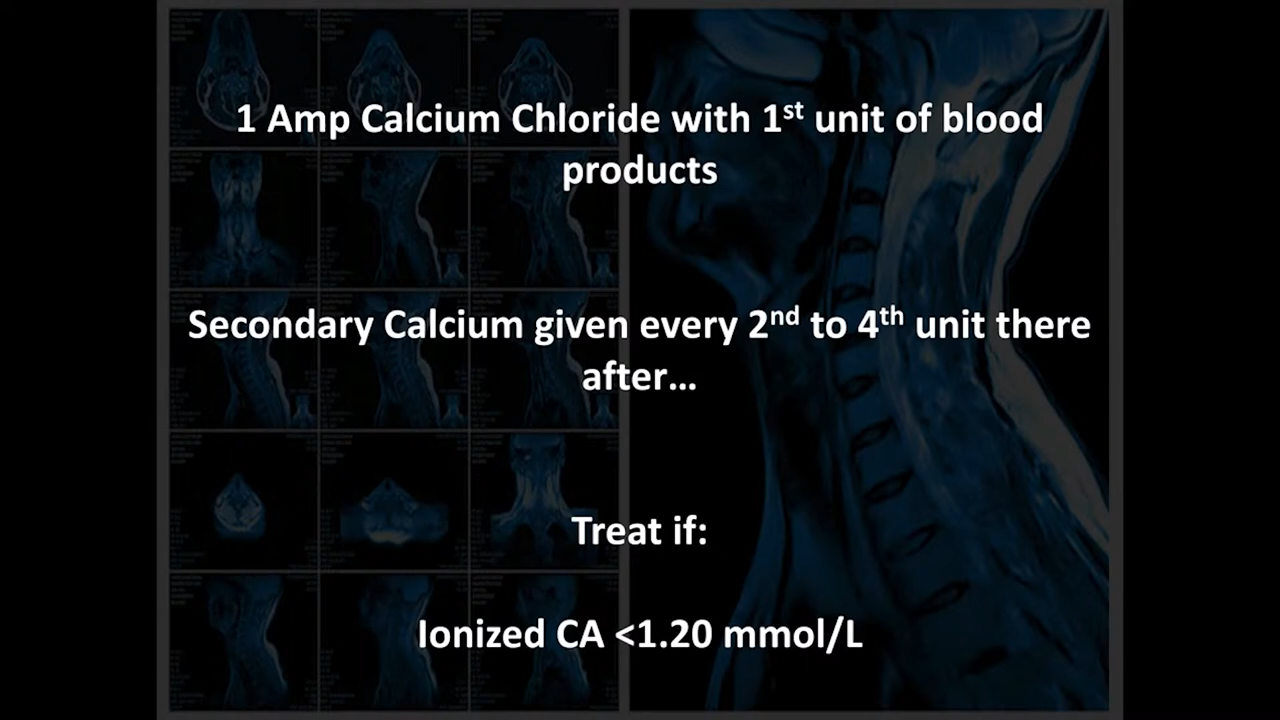 1 Amp Calcium Chloride with 1st unit of blood
products
Secondary Calcium given every 2nd to 4th unit there
after...
Treat if:
Ionized CA <1.20 mmol/L